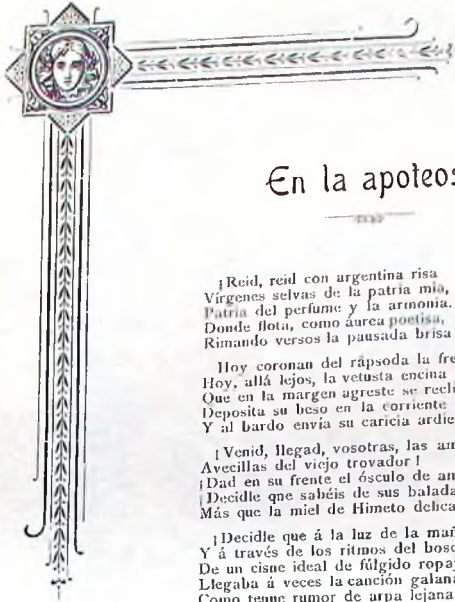 En la apoteos
¡Reid, reid con argentina risa
Vírgenes selvas de la patria mía,
Patria del perfume y la armonía.
Donde flota, como áurea poetisa,
Rimando versos la pausada brisa
Hoy coronan del rápsoda la fre
Hoy, allá lejos, la vetusta encina
Que en la margen agreste se recli
Deposita su beso en la corriente
Y al bardo envía su caricia ardie
¡Venid, llegad, vosotras, las am
Avecillas del viejo trovador!
¡Dad en su frente el ósculo de am
¡Decidle qne sabéis de sus balada
Más que la miel de Himeto delica
¡Decidle que á la luz de la mañ
Y á través de los ritmos del bosc
De un cisne ideal de fúlgido ropaj
Llegaba á veces la canción galana
Como tenue rumor de arpa lejana